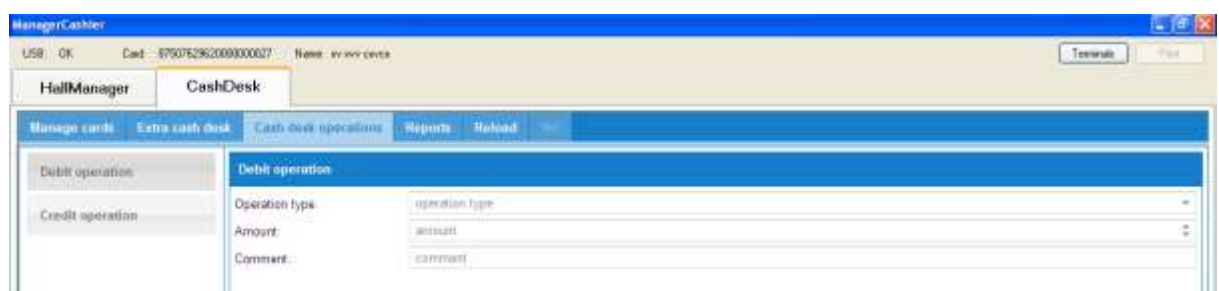 ManagerCashier
USB: OK Card: Name:
Terminals Print
HallManager CashDesk
Manage cards Extra cash desk Cash desk operations Reports Reload
Debit operation
Credit operation
Debit operation
Operation type: operation type
Amount: amount
Comment: comment